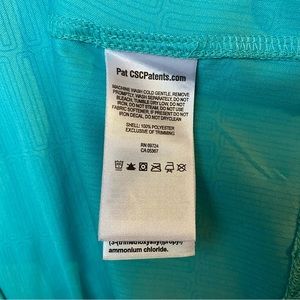 Pat CSCPatents.com
MACHINE WASH COLD GENTLE. REMOVE
PROMPTLY, WASH SEPARATELY, DO NOT
BLEACH, TUMBLE DRY LOW, DO NOT
IRON, DO NOT STEAM, DO NOT USE
FABRIC SOFTENER, IF PRESENT DO NOT
IRON DECAL, DO NOT DRYCLEAN
SHELL: 100% POLYESTER
EXCLUSIVE OF TRIMMING
RN 69724
CA 05367
ammonium chloride.